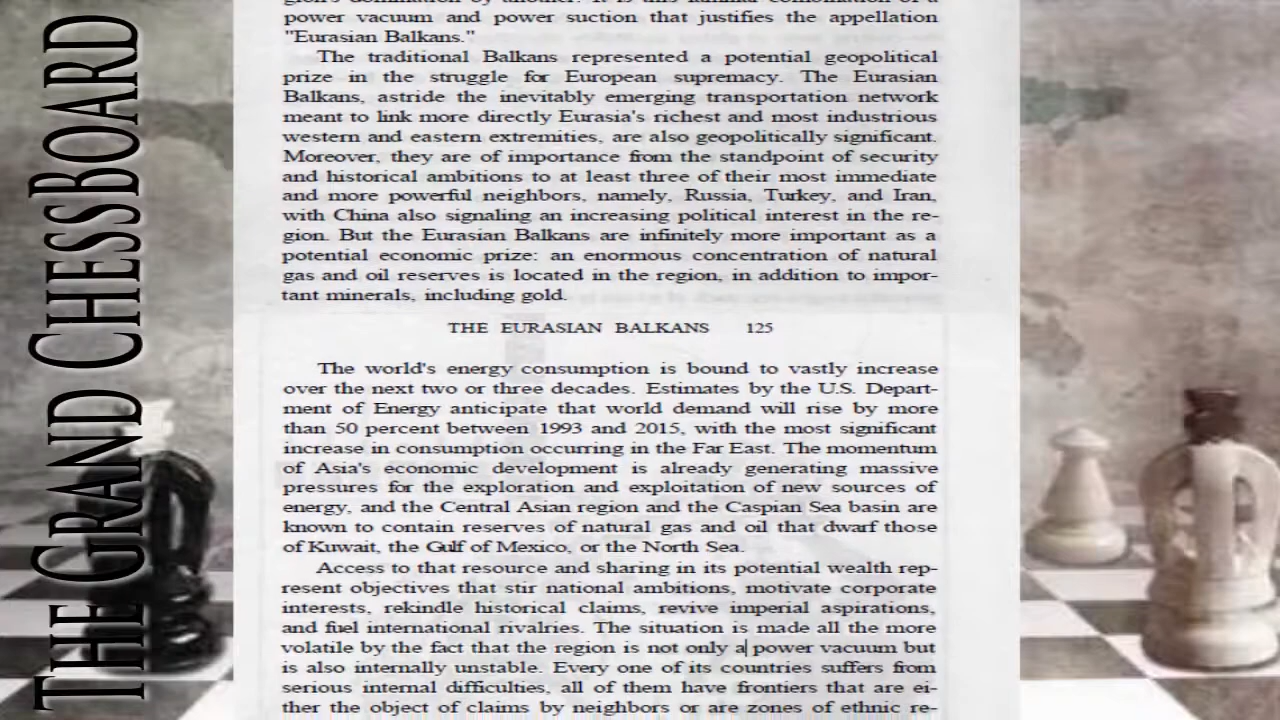 THE GRAND CHESSBOARD
power vacuum and power suction that justifies the appellation
"Eurasian Balkans."
The traditional Balkans represented a potential geopolitical
prize in the struggle for European supremacy. The Eurasian
Balkans, astride the inevitably emerging transportation network
meant to link more directly Eurasia's richest and most industrious
western and eastern extremities, are also geopolitically significant.
Moreover, they are of importance from the standpoint of security
and historical ambitions to at least three of their most immediate
and more powerful neighbors, namely, Russia, Turkey, and Iran,
with China also signaling an increasing political interest in the re-
gion. But the Eurasian Balkans are infinitely more important as a
potential economic prize: an enormous concentration of natural
gas and oil reserves is located in the region, in addition to impor-
tant minerals, including gold.
THE EURASIAN BALKANS 125
The world's energy consumption is bound to vastly increase
over the next two or three decades. Estimates by the U.S. Depart-
ment of Energy anticipate that world demand will rise by more
than 50 percent between 1993 and 2015, with the most significant
increase in consumption occurring in the Far East. The momentum
of Asia's economic development is already generating massive
pressures for the exploration and exploitation of new sources of
energy, and the Central Asian region and the Caspian Sea basin are
known to contain reserves of natural gas and oil that dwarf those
of Kuwait, the Gulf of Mexico, or the North Sea.
Access to that resource and sharing in its potential wealth rep-
resent objectives that stir national ambitions, motivate corporate
interests, rekindle historical claims, revive imperial aspirations,
and fuel international rivalries. The situation is made all the more
volatile by the fact that the region is not only a power vacuum but
is also internally unstable. Every one of its countries suffers from
serious internal difficulties, all of them have frontiers that are ei-
ther the object of claims by neighbors or are zones of ethnic re-